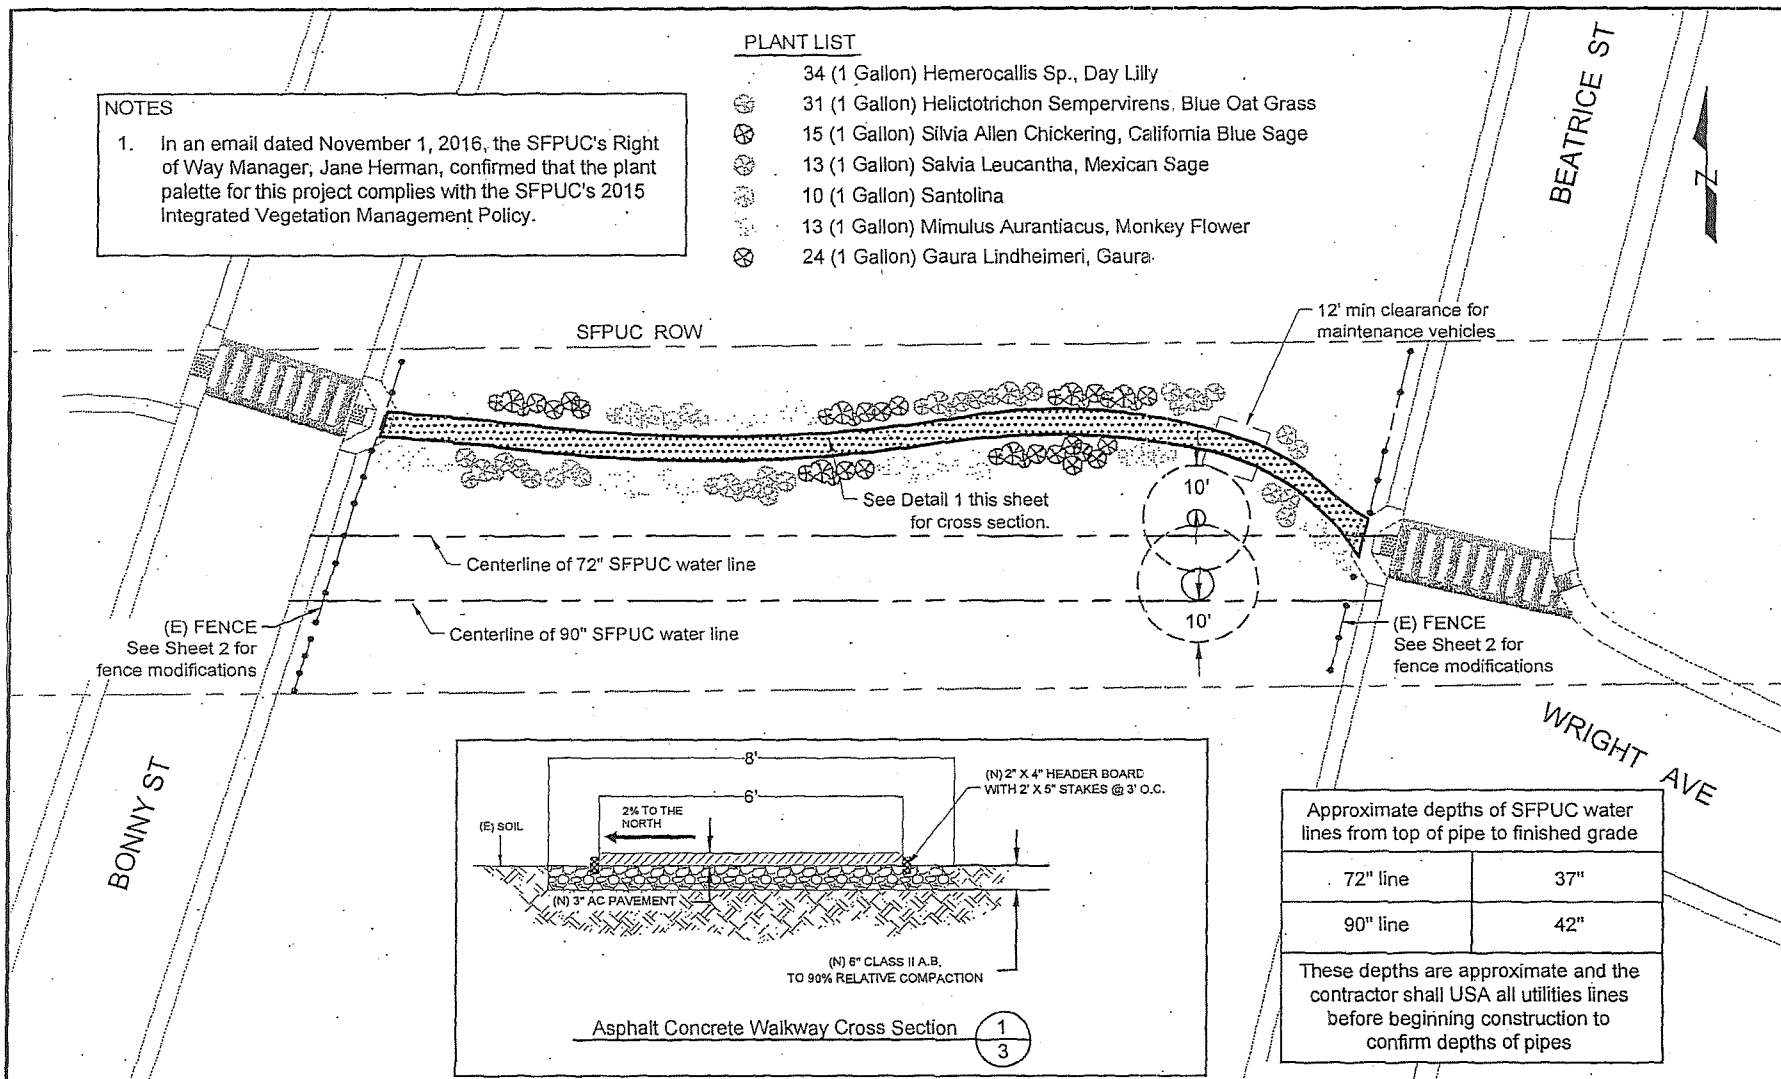 PLANT LIST
34 (1 Gallon) Hemerocallis Sp., Day Lilly
31 (1 Gallon) Helictotrichon Sempervirens, Blue Oat Grass
15 (1 Gallon) Silvia Allen Chickering, California Blue Sage
13 (1 Gallon) Salvia Leucantha, Mexican Sage
10 (1 Gallon) Santolina
13 (1 Gallon) Mimulus Aurantiacus, Monkey Flower
24 (1 Gallon) Gaura Lindheimeri, Gaura
NOTES
1. In an email dated November 1, 2016, the SFPUC's Right
of Way Manager, Jane Herman, confirmed that the plant
palette for this project complies with the SFPUC's 2015
Integrated Vegetation Management Policy.
BEATRICE ST
N
12' min clearance for
maintenance vehicles
SFPUC ROW
See Detail 1 this sheet
for cross section.
10'
10'
Centerline of 72" SFPUC water line
Centerline of 90" SFPUC water line
(E) FENCE
See Sheet 2 for
fence modifications
(E) FENCE
See Sheet 2 for
fence modifications
BONNY ST
WRIGHT AVE
8'
6'
2% TO THE
NORTH
(E) SOIL
(N) 2" X 4" HEADER BOARD
WITH 2' X 5" STAKES @ 3' O.C.
(N) 3" AC PAVEMENT
(N) 6" CLASS II A.B.
TO 90% RELATIVE COMPACTION
Asphalt Concrete Walkway Cross Section
1
3
Approximate depths of SFPUC water
lines from top of pipe to finished grade
72" line 37"
90" line 42"
These depths are approximate and the
contractor shall USA all utilities lines
before beginning construction to
confirm depths of pipes